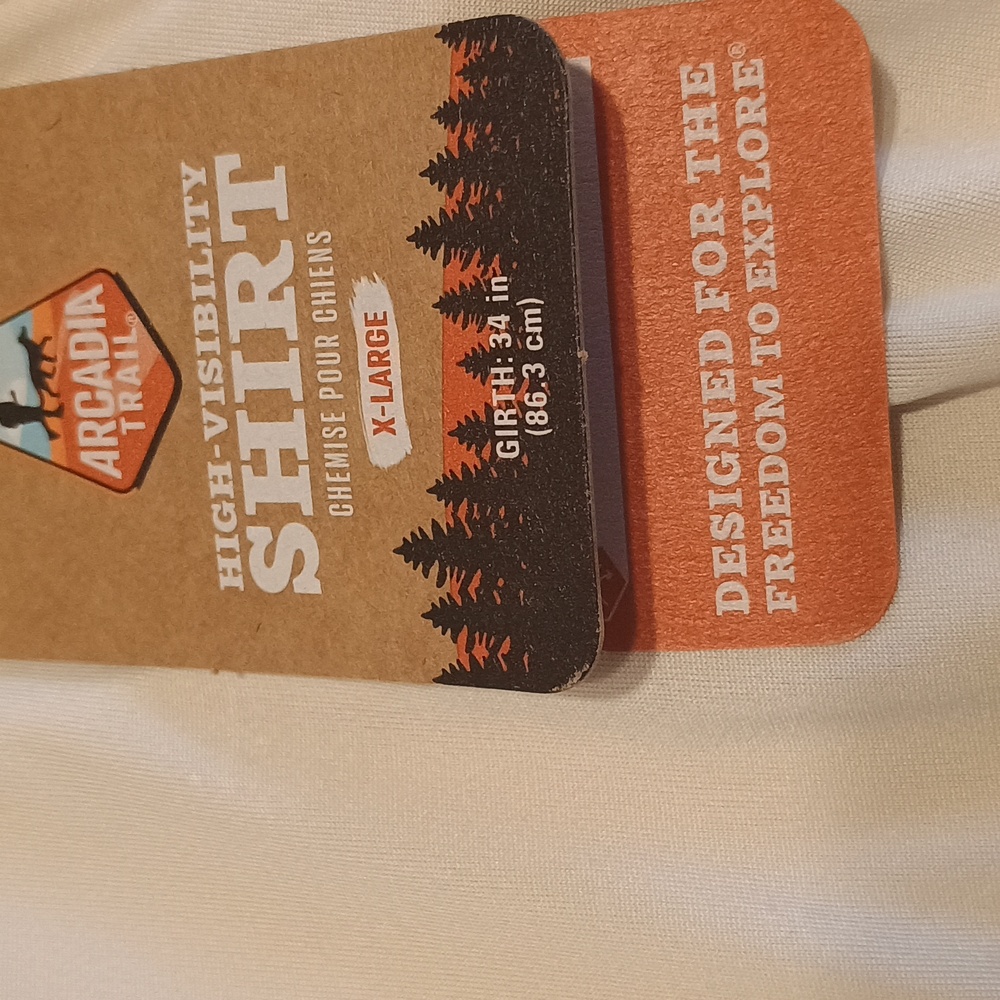 ARCADIA
TRAIL®
HIGH-VISIBILITY
SHIRT
CHEMISE POUR CHIENS
X-LARGE
GIRTH: 34 in
(86.3 cm)
DESIGNED FOR THE
FREEDOM TO EXPLORE®